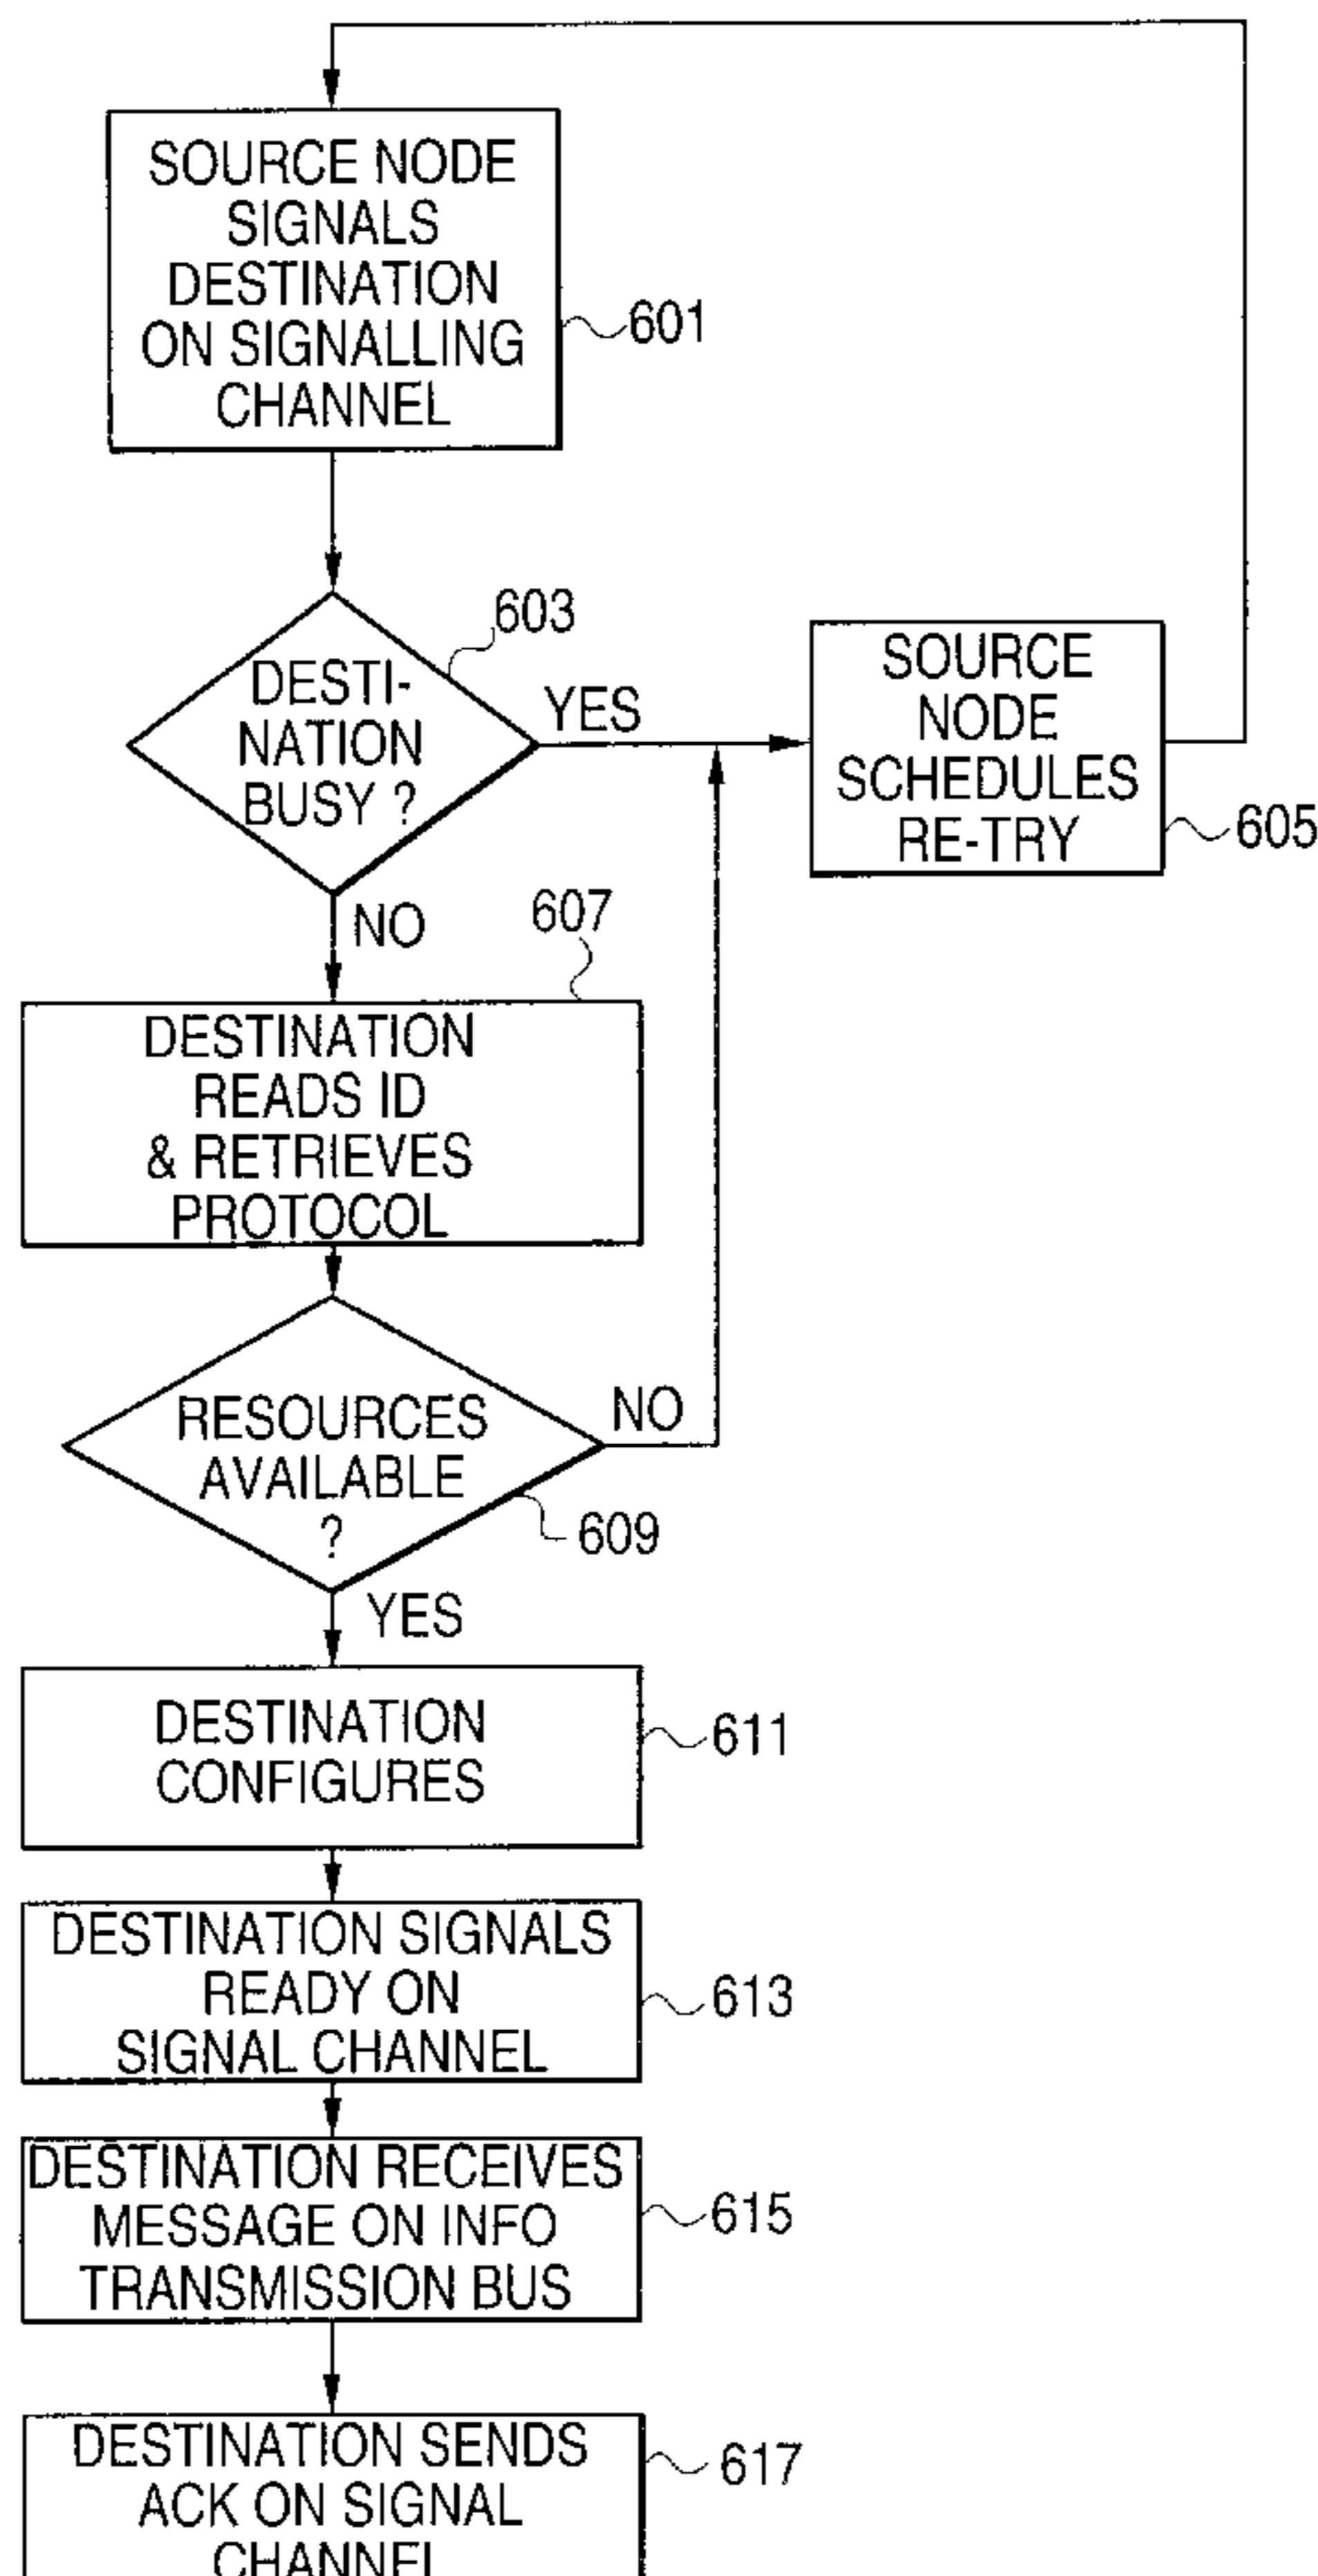 SOURCE NODE
SIGNALS
DESTINATION
ON SIGNALLING
CHANNEL
601
603
DESTI-
NATION
BUSY ?
YES
SOURCE
NODE
SCHEDULES
RE-TRY
605
NO
607
DESTINATION
READS ID
& RETRIEVES
PROTOCOL
RESOURCES
AVAILABLE
?
NO
609
YES
DESTINATION
CONFIGURES
611
DESTINATION SIGNALS
READY ON
SIGNAL CHANNEL
613
DESTINATION RECEIVES
MESSAGE ON INFO
TRANSMISSION BUS
615
DESTINATION SENDS
ACK ON SIGNAL
CHANNEL
617